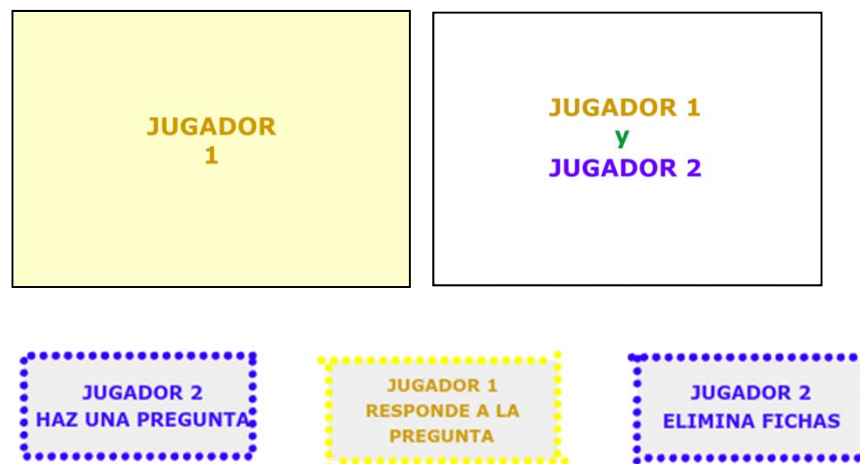 JUGADOR
1
JUGADOR 1
y
JUGADOR 2
JUGADOR 2
HAZ UNA PREGUNTA
JUGADOR 1
RESPONDE A LA
PREGUNTA
JUGADOR 2
ELIMINA FICHAS